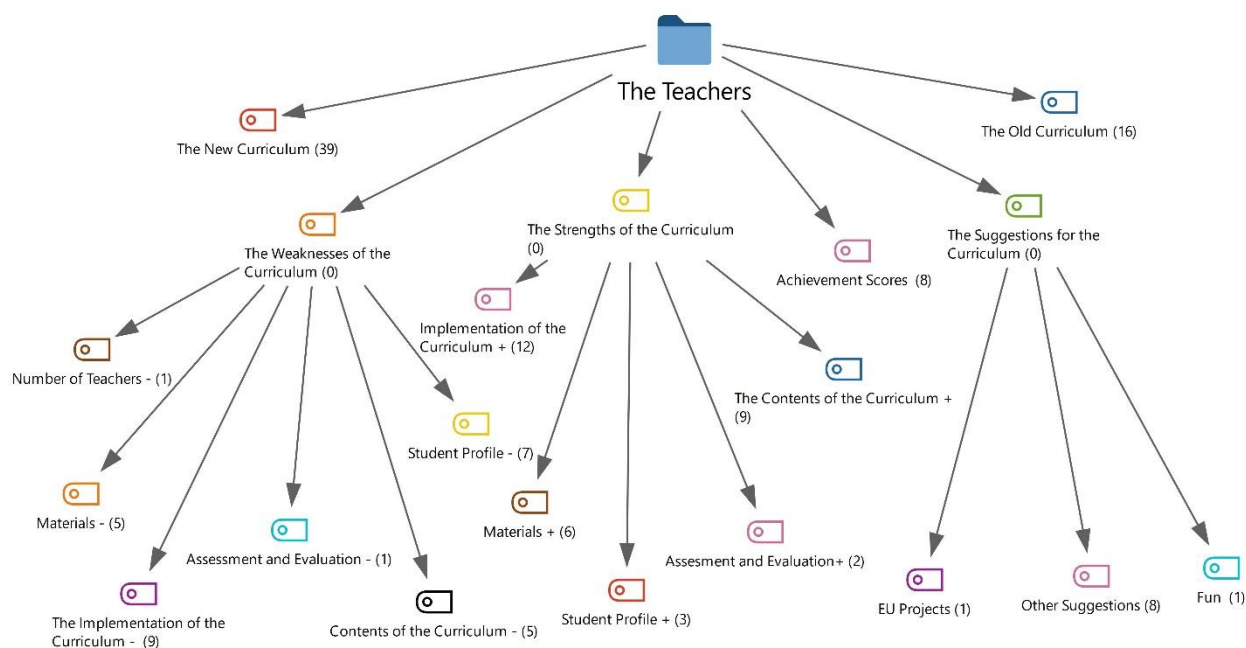 The Teachers
The New Curriculum (39)
The Old Curriculum (16)
The Weaknesses of the
Curriculum (0)
The Strengths of the Curriculum
(0)
Achievement Scores (8)
The Suggestions for the
Curriculum (0)
Number of Teachers - (1)
Materials - (5)
The Implementation of the
Curriculum - (9)
Assessment and Evaluation - (1)
Contents of the Curriculum - (5)
Student Profile - (7)
Implementation of the
Curriculum + (12)
Materials + (6)
Student Profile + (3)
Assesment and Evaluation+ (2)
The Contents of the Curriculum +
(9)
EU Projects (1)
Other Suggestions (8)
Fun (1)